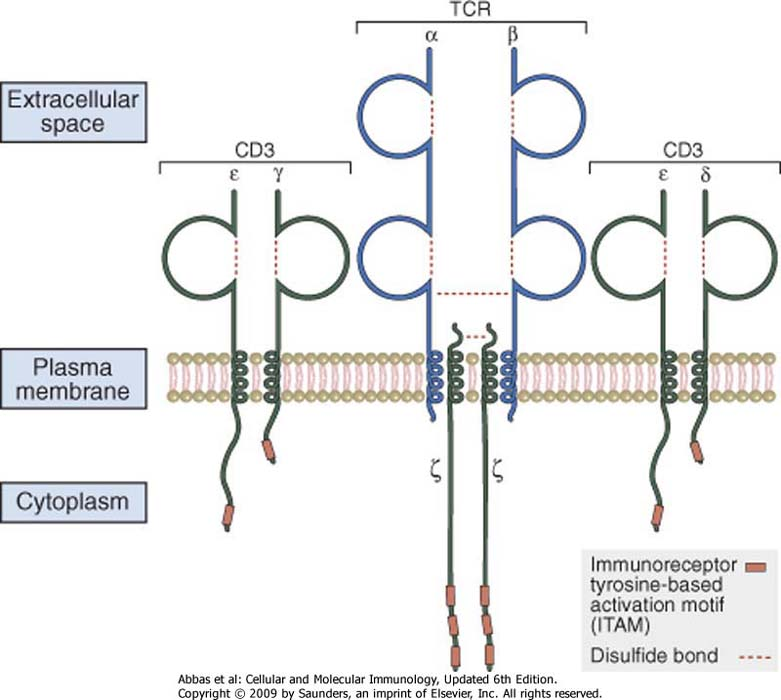 TCR
α β
Extracellular
space
CD3
ε γ
CD3
ε δ
Plasma
membrane
ζ ζ
Cytoplasm
Immunoreceptor
tyrosine-based
activation motif
(ITAM)
Disulfide bond
Abbas et al: Cellular and Molecular Immunology, Updated 6th Edition.
Copyright © 2009 by Saunders, an imprint of Elsevier, Inc. All rights reserved.